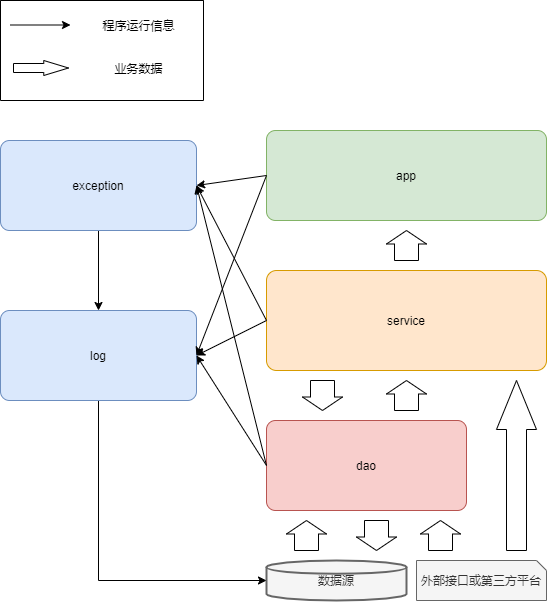 程序运行信息
业务数据
exception
app
service
log
dao
数据源
外部接口或第三方平台